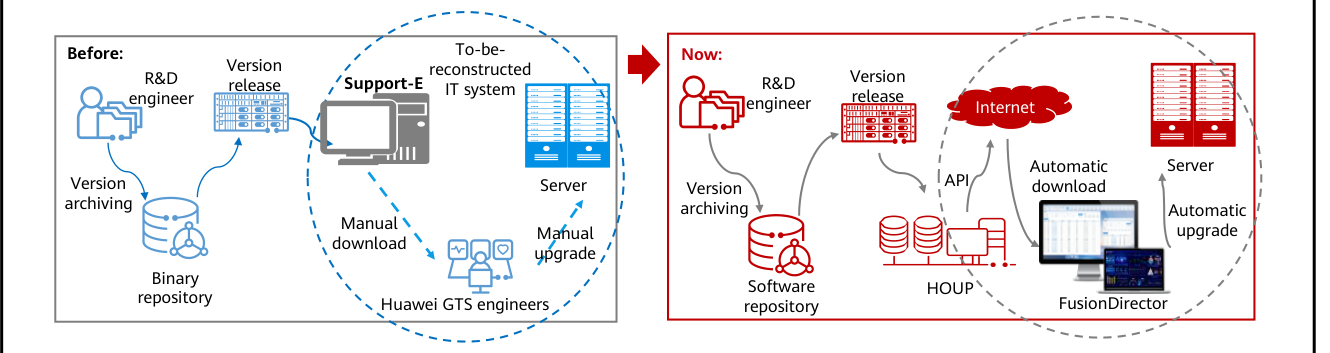 Before:
R&D
engineer
Version
release
Support-E
To-be-
reconstructed
IT system
Version
archiving
Server
Manual
download
Manual
upgrade
Binary
repository
Huawei GTS engineers
Now:
R&D
engineer
Version
release
Internet
Server
Version
archiving
API
Automatic
download
Automatic
upgrade
Software
repository
HOUP
FusionDirector